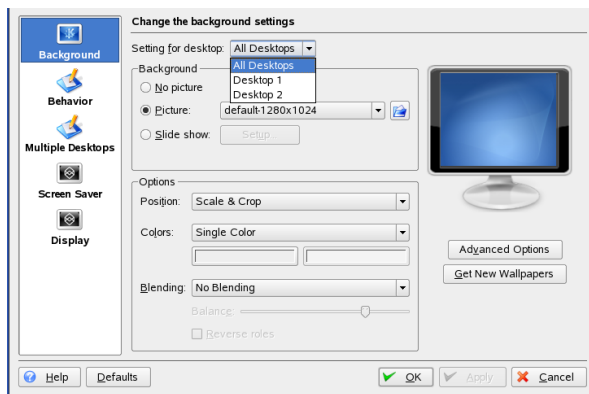 Change the background settings
Background
Behavior
Multiple Desktops
Screen Saver
Display
Setting for desktop: All Desktops
All Desktops
Desktop 1
Desktop 2
Background
No picture
Picture: default-1280x1024
Slide show: Setup...
Options
Position: Scale & Crop
Colors: Single Color
Blending: No Blending
Balance:
Reverse roles
Advanced Options
Get New Wallpapers
Help
Defaults
OK
Apply
Cancel